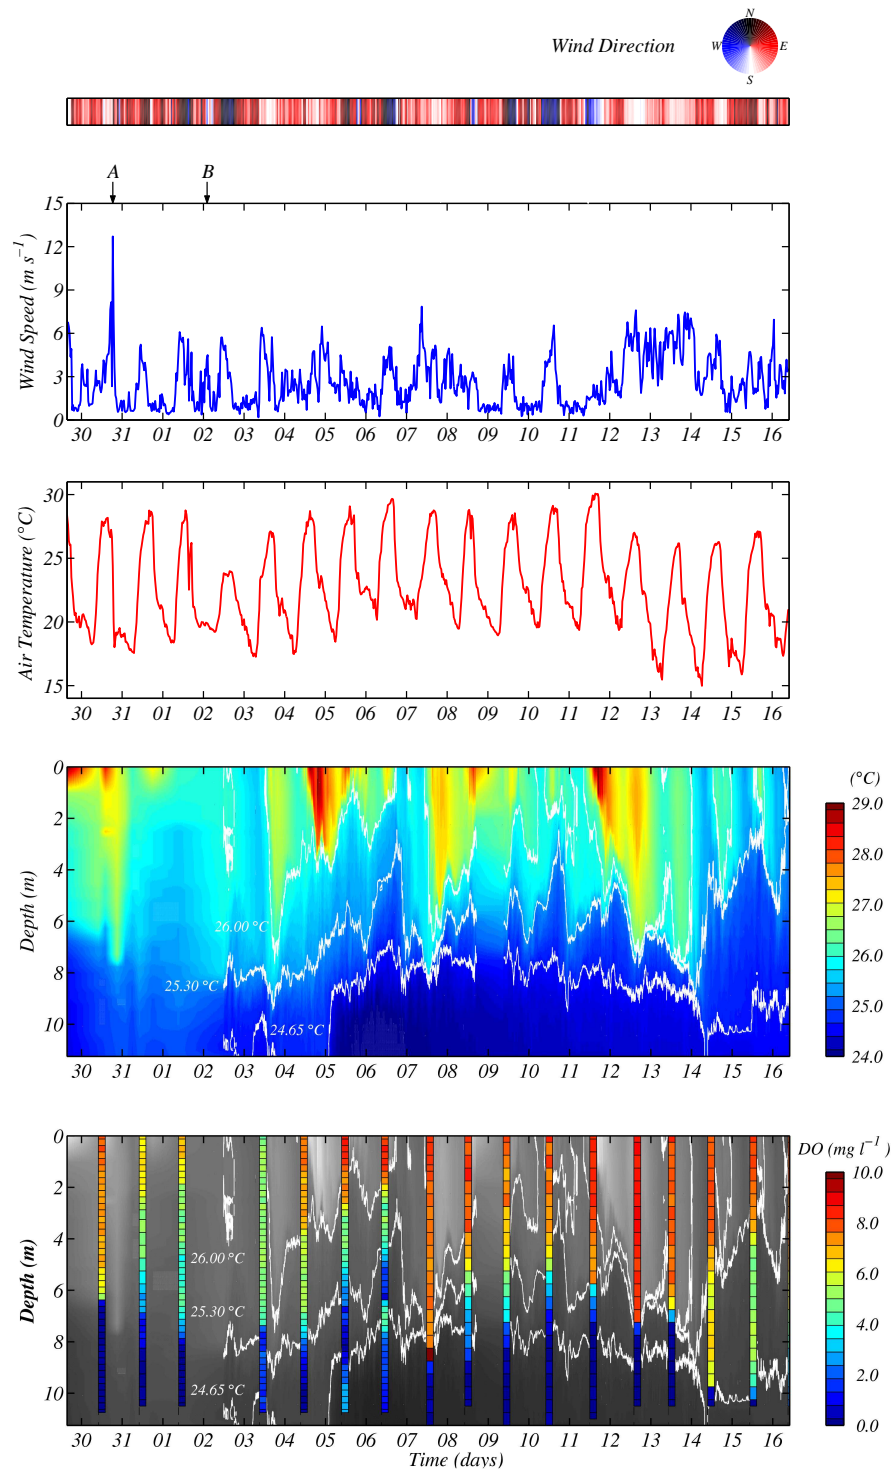 N
Wind Direction
W E
S
A B
15
12
9
6
3
0
Wind Speed (m s⁻¹)
30 31 01 02 03 04 05 06 07 08 09 10 11 12 13 14 15 16
30
25
20
15
Air Temperature (°C)
30 31 01 02 03 04 05 06 07 08 09 10 11 12 13 14 15 16
0
2
4
6
8
10
Depth (m)
26.00 °C
25.30 °C
24.65 °C
30 31 01 02 03 04 05 06 07 08 09 10 11 12 13 14 15 16
(°C)
29.0
28.0
27.0
26.0
25.0
24.0
0
2
4
6
8
10
Depth (m)
26.00 °C
25.30 °C
24.65 °C
30 31 01 02 03 04 05 06 07 08 09 10 11 12 13 14 15 16
Time (days)
DO (mg l⁻¹)
10.0
8.0
6.0
4.0
2.0
0.0